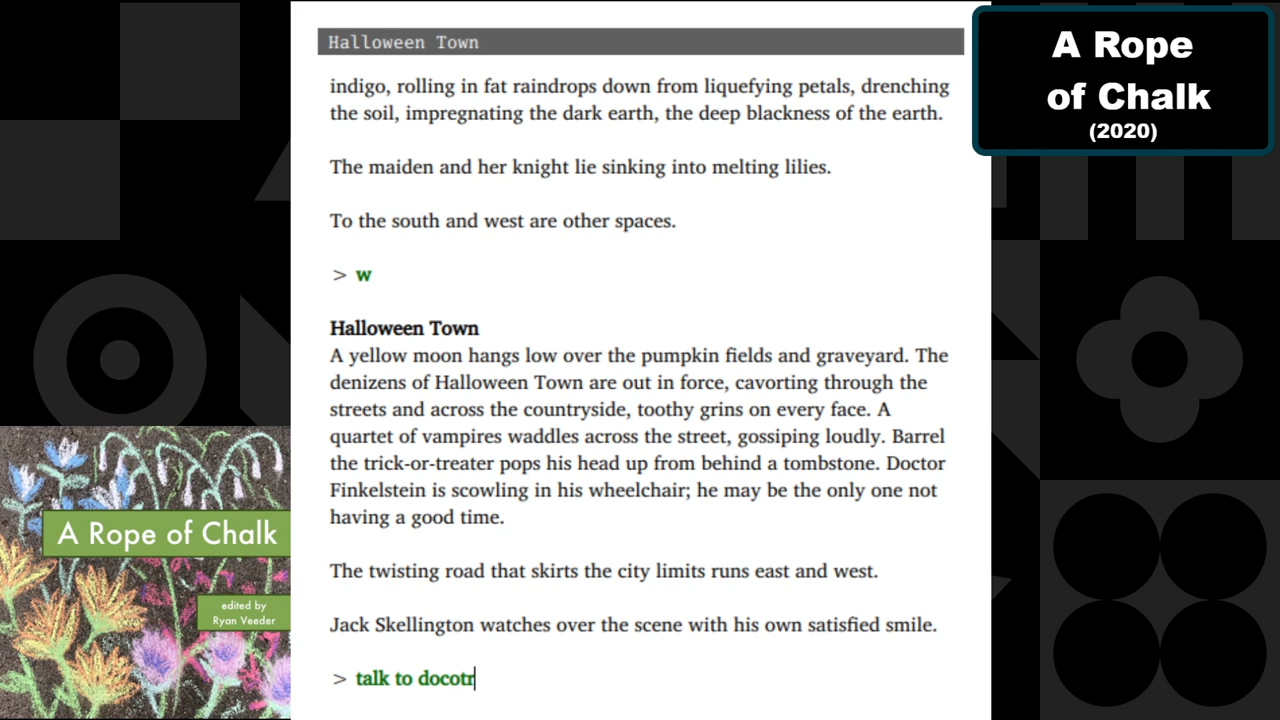 Halloween Town
indigo, rolling in fat raindrops down from liquefying petals, drenching
the soil, impregnating the dark earth, the deep blackness of the earth.
The maiden and her knight lie sinking into melting lilies.
To the south and west are other spaces.
> w
Halloween Town
A yellow moon hangs low over the pumpkin fields and graveyard. The
denizens of Halloween Town are out in force, cavorting through the
streets and across the countryside, toothy grins on every face. A
quartet of vampires waddles across the street, gossiping loudly. Barrel
the trick-or-treater pops his head up from behind a tombstone. Doctor
Finkelstein is scowling in his wheelchair; he may be the only one not
having a good time.
The twisting road that skirts the city limits runs east and west.
Jack Skellington watches over the scene with his own satisfied smile.
> talk to docotr
A Rope
of Chalk
(2020)
A Rope of Chalk
edited by
Ryan Veeder